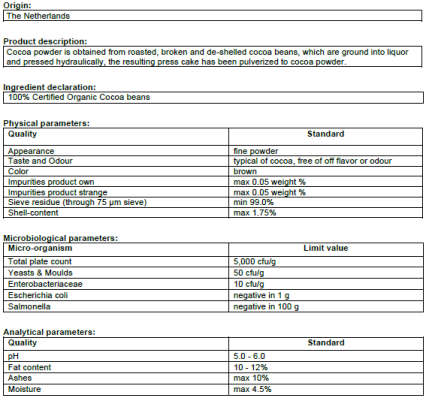 Origin:
The Netherlands
Product description:
Cocoa powder is obtained from roasted, broken and de-shelled cocoa beans, which are ground into liquor
and pressed hydraulically, the resulting press cake has been pulverized to cocoa powder.
Ingredient declaration:
100% Certified Organic Cocoa beans
Physical parameters:
Quality Standard
Appearance fine powder
Taste and Odour typical of cocoa, free of off flavor or odour
Color brown
Impurities product own max 0.05 weight %
Impurities product strange max 0.05 weight %
Sieve residue (through 75 µm sieve) min 99.0%
Shell-content max 1.75%
Microbiological parameters:
Micro-organism Limit value
Total plate count 5,000 cfu/g
Yeasts & Moulds 50 cfu/g
Enterobacteriaceae 10 cfu/g
Escherichia coli negative in 1 g
Salmonella negative in 100 g
Analytical parameters:
Quality Standard
pH 5.0 - 6.0
Fat content 10 - 12%
Ashes max 10%
Moisture max 4.5%